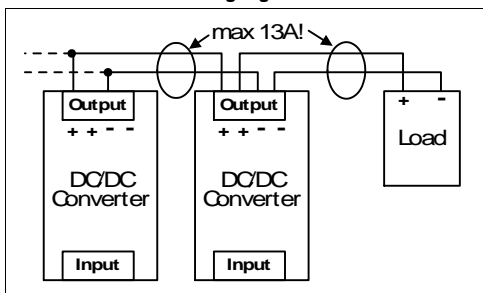 max 13A!
Output
+ + - -
DC/DC
Converter
Input
Output
+ + - -
DC/DC
Converter
Input
+ -
Load